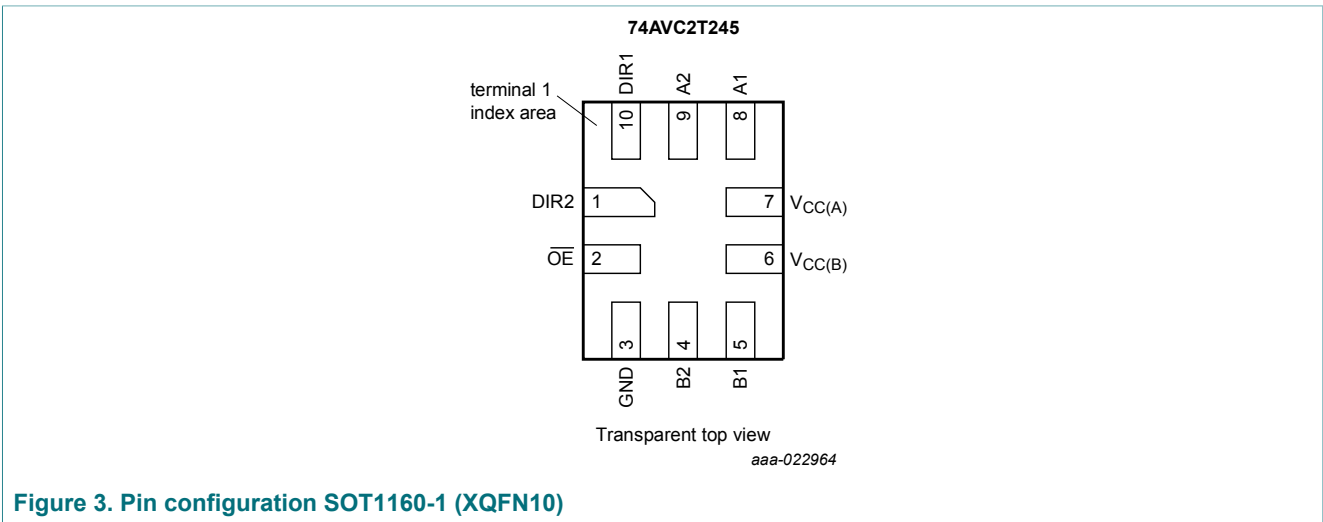 74AVC2T245
terminal 1
index area
DIR1
A2
A1
10
9
8
DIR2
1
7
VCC(A)
OE
2
6
VCC(B)
3
4
5
GND
B2
B1
Transparent top view
aaa-022964
Figure 3. Pin configuration SOT1160-1 (XQFN10)